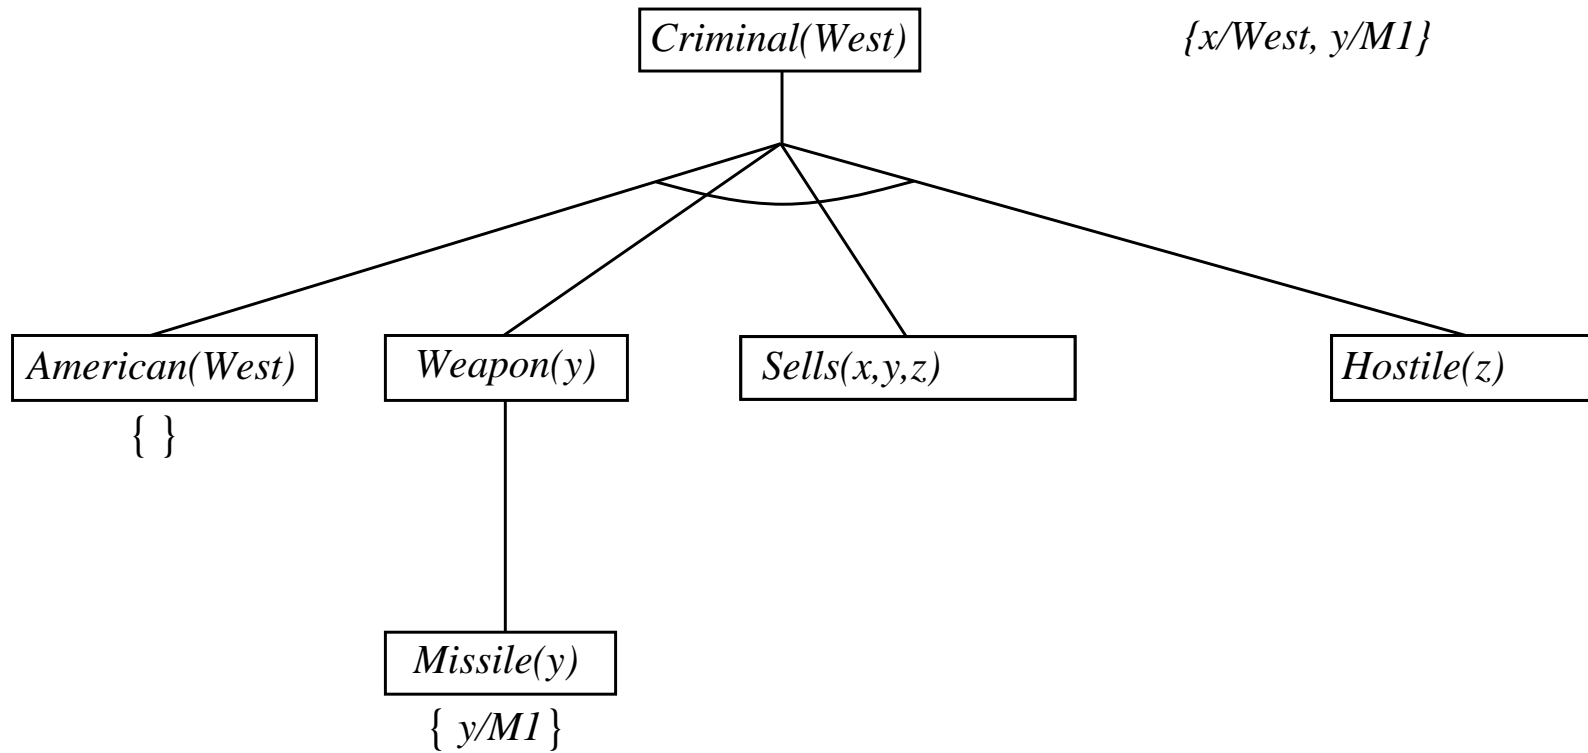 Criminal(West)
{x/West, y/M1}
American(West)
Weapon(y)
Sells(x,y,z)
Hostile(z)
{ }
Missile(y)
{ y/M1 }